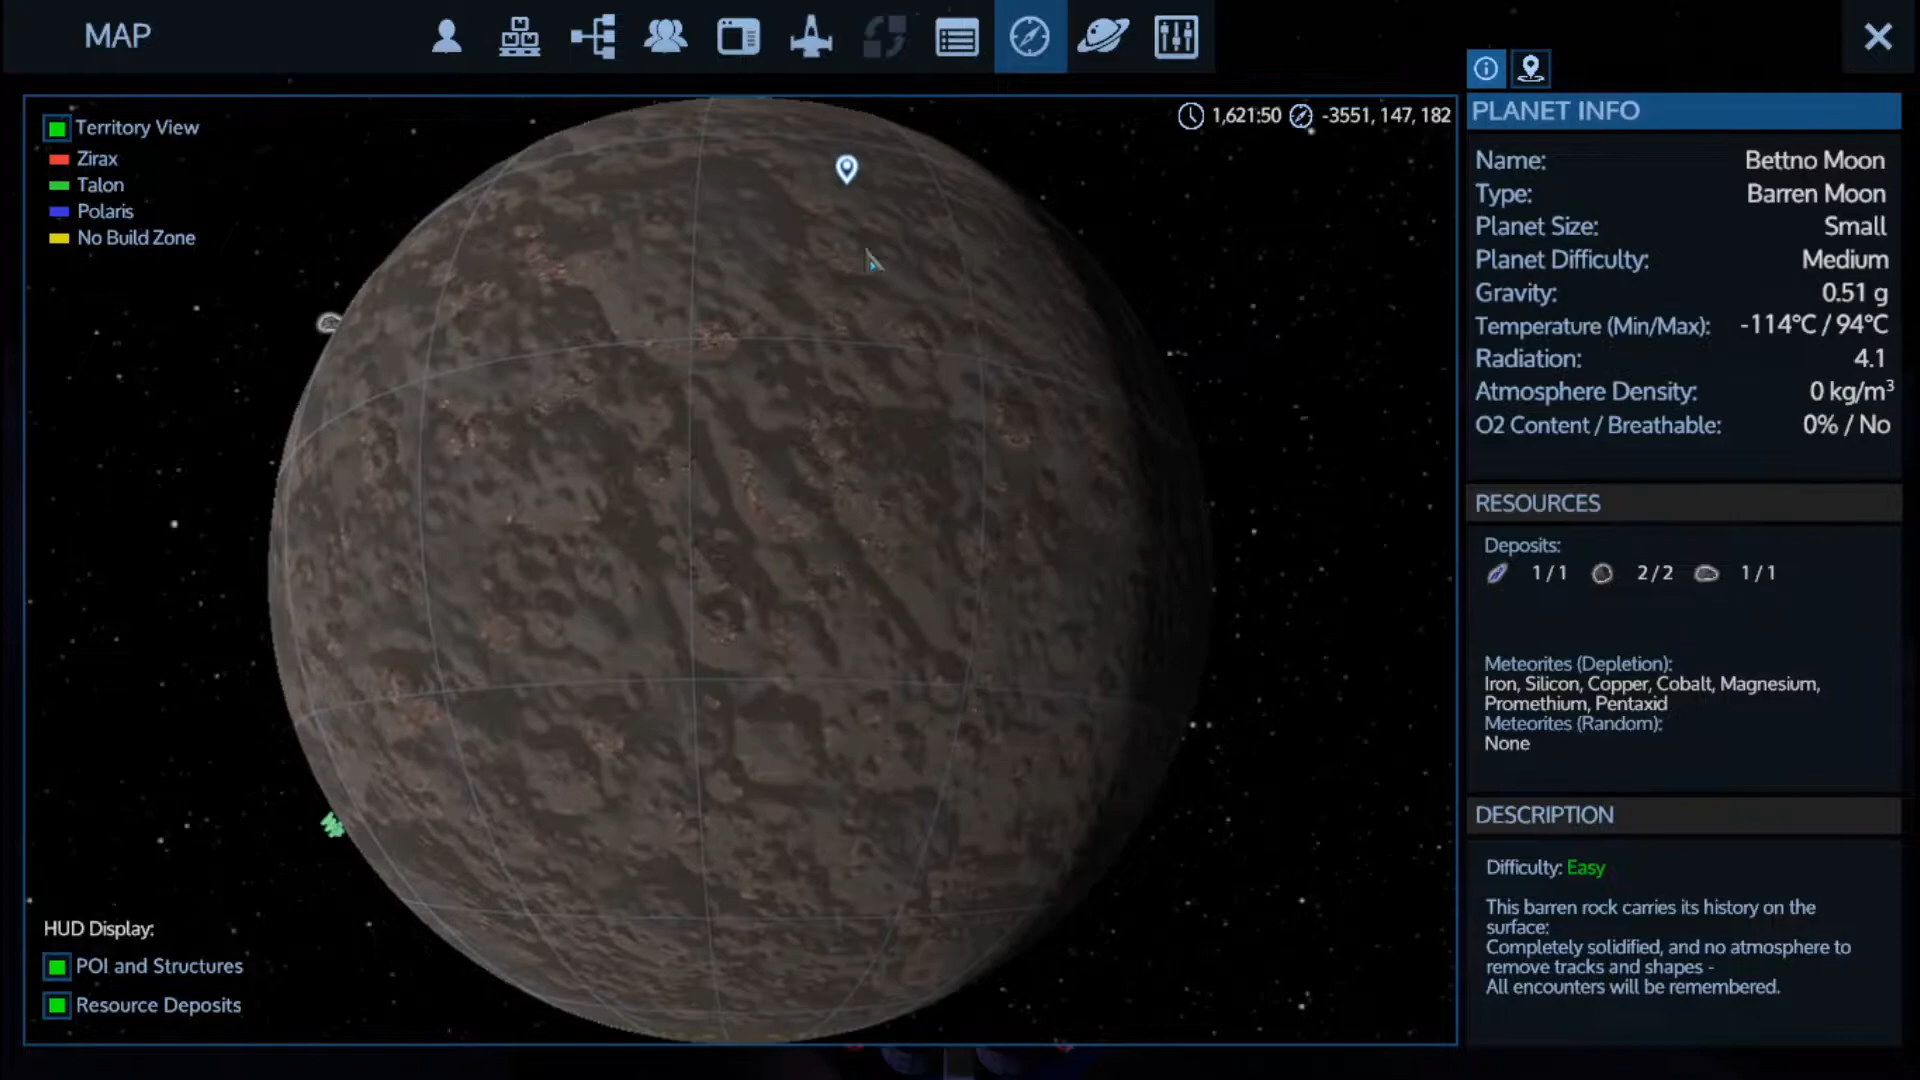 MAP
Territory View
Zirax
Talon
Polaris
No Build Zone
1,621:50 -3551, 147, 182
PLANET INFO
Name: Bettno Moon
Type: Barren Moon
Planet Size: Small
Planet Difficulty: Medium
Gravity: 0.51 g
Temperature (Min/Max): -114°C / 94°C
Radiation: 4.1
Atmosphere Density: 0 kg/m³
O2 Content / Breathable: 0% / No
RESOURCES
Deposits:
1 / 1 2 / 2 1 / 1
Meteorites (Depletion):
Iron, Silicon, Copper, Cobalt, Magnesium,
Promethium, Pentaxid
Meteorites (Random):
None
DESCRIPTION
Difficulty: Easy
This barren rock carries its history on the
surface:
Completely solidified, and no atmosphere to
remove tracks and shapes -
All encounters will be remembered.
HUD Display:
POI and Structures
Resource Deposits